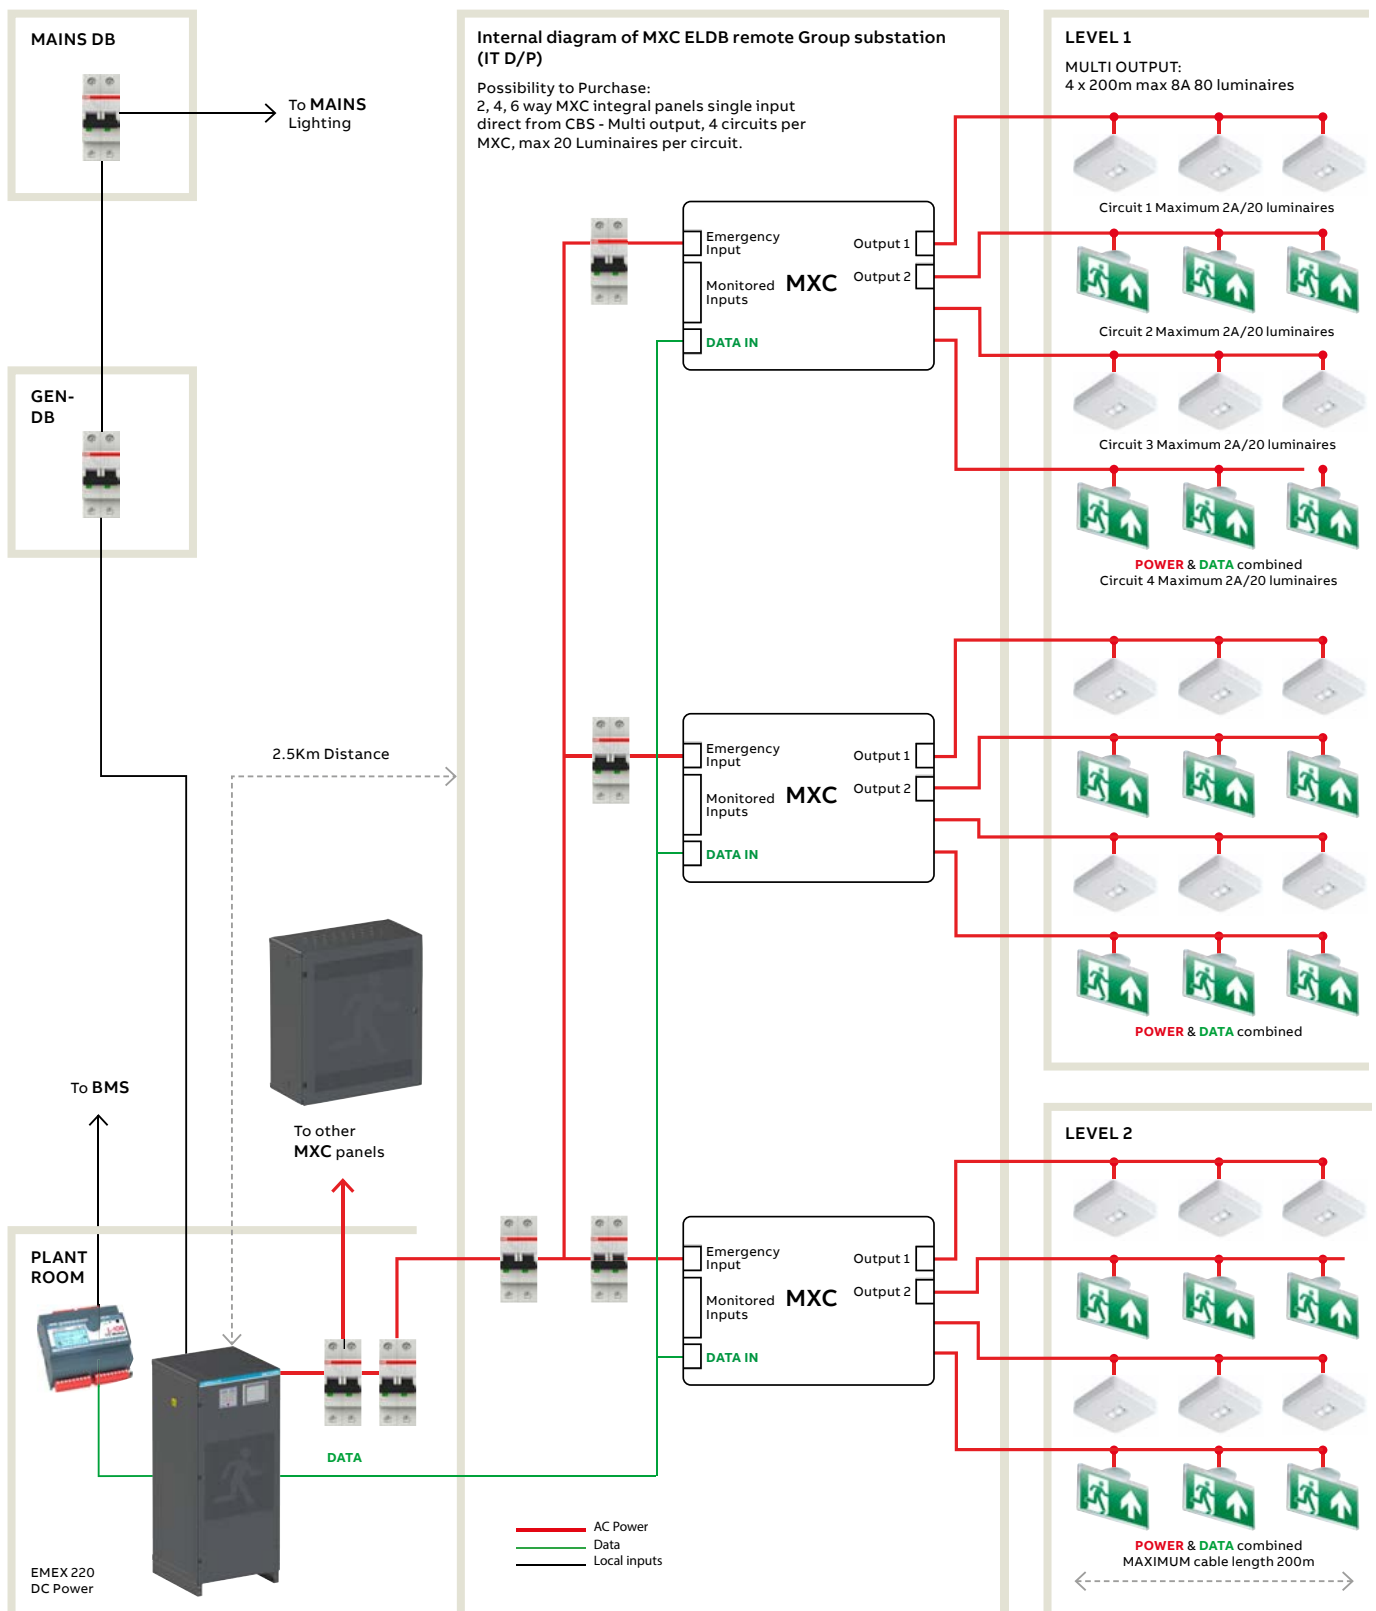 MAINS DB
To MAINS
Lighting
GEN-
DB
2.5Km Distance
To BMS
To other
MXC panels
PLANT
ROOM
DATA
EMEX 220
DC Power
Internal diagram of MXC ELDB remote Group substation
(IT D/P)
Possibility to Purchase:
2, 4, 6 way MXC integral panels single input
direct from CBS - Multi output, 4 circuits per
MXC, max 20 Luminaires per circuit.
Emergency
Input
Monitored
Inputs
DATA IN
MXC
Output 1
Output 2
Emergency
Input
Monitored
Inputs
DATA IN
MXC
Output 1
Output 2
Emergency
Input
Monitored
Inputs
DATA IN
MXC
Output 1
Output 2
AC Power
Data
Local inputs
LEVEL 1
MULTI OUTPUT:
4 x 200m max 8A 80 luminaires
Circuit 1 Maximum 2A/20 luminaires
Circuit 2 Maximum 2A/20 luminaires
Circuit 3 Maximum 2A/20 luminaires
POWER & DATA combined
Circuit 4 Maximum 2A/20 luminaires
POWER & DATA combined
LEVEL 2
POWER & DATA combined
MAXIMUM cable length 200m